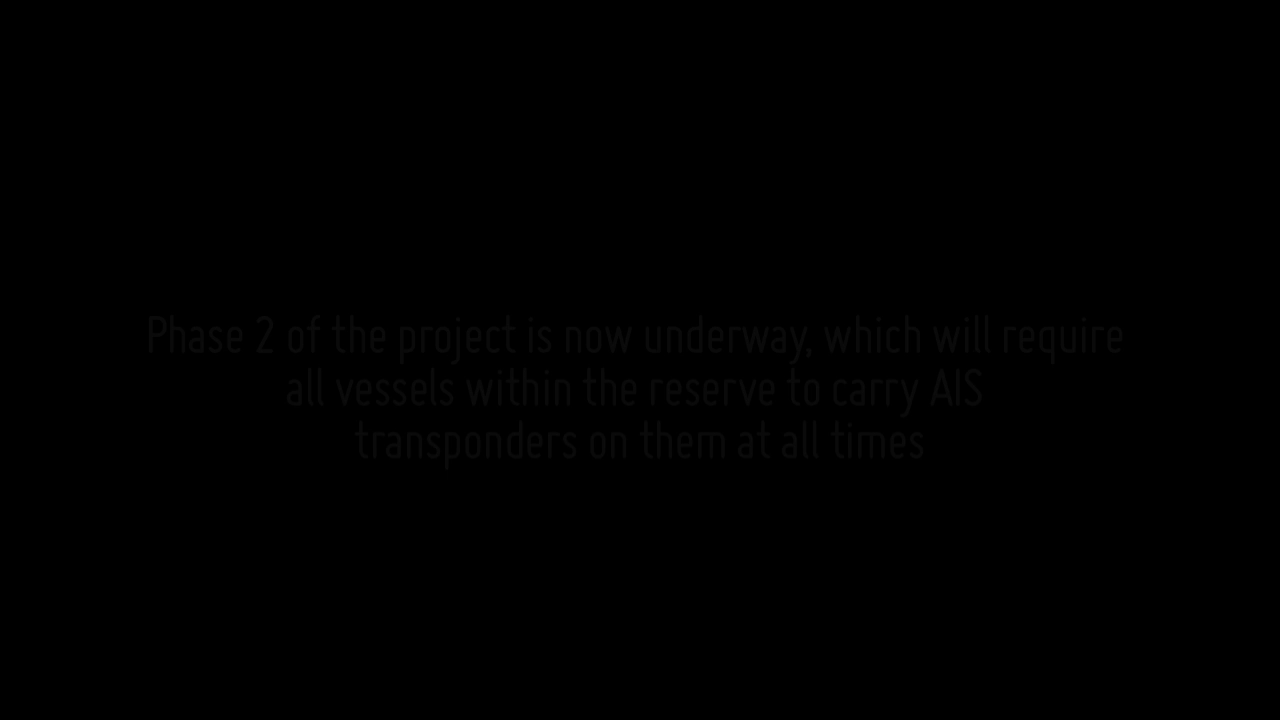 Phase 2 of the project is now underway, which will require
all vessels within the reserve to carry AIS
transponders on them at all times